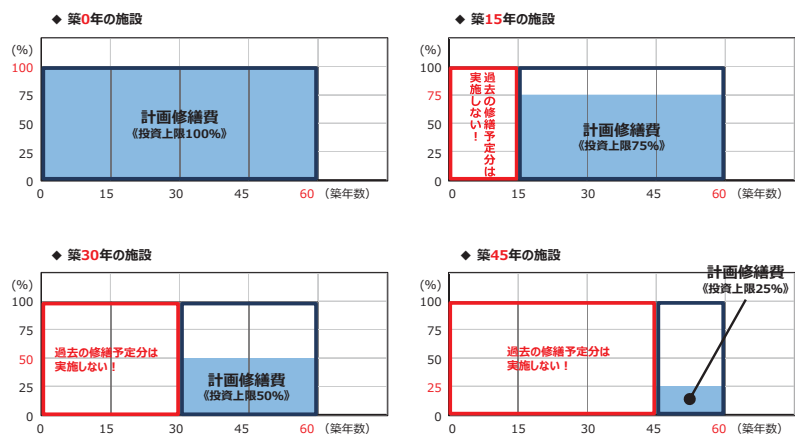 ◆ 築0年の施設
(%)
100
75
50
25
0
計画修繕費
《投資上限100%》
0 15 30 45 60 (築年数)
◆ 築15年の施設
(%)
100
75
50
25
0
過去の修繕予定分は
実施しない！
計画修繕費
《投資上限75%》
0 15 30 45 60 (築年数)
◆ 築30年の施設
(%)
100
75
50
25
0
過去の修繕予定分は
実施しない！
計画修繕費
《投資上限50%》
0 15 30 45 60 (築年数)
◆ 築45年の施設
(%)
100
75
50
25
0
過去の修繕予定分は
実施しない！
計画修繕費
《投資上限25%》
0 15 30 45 60 (築年数)